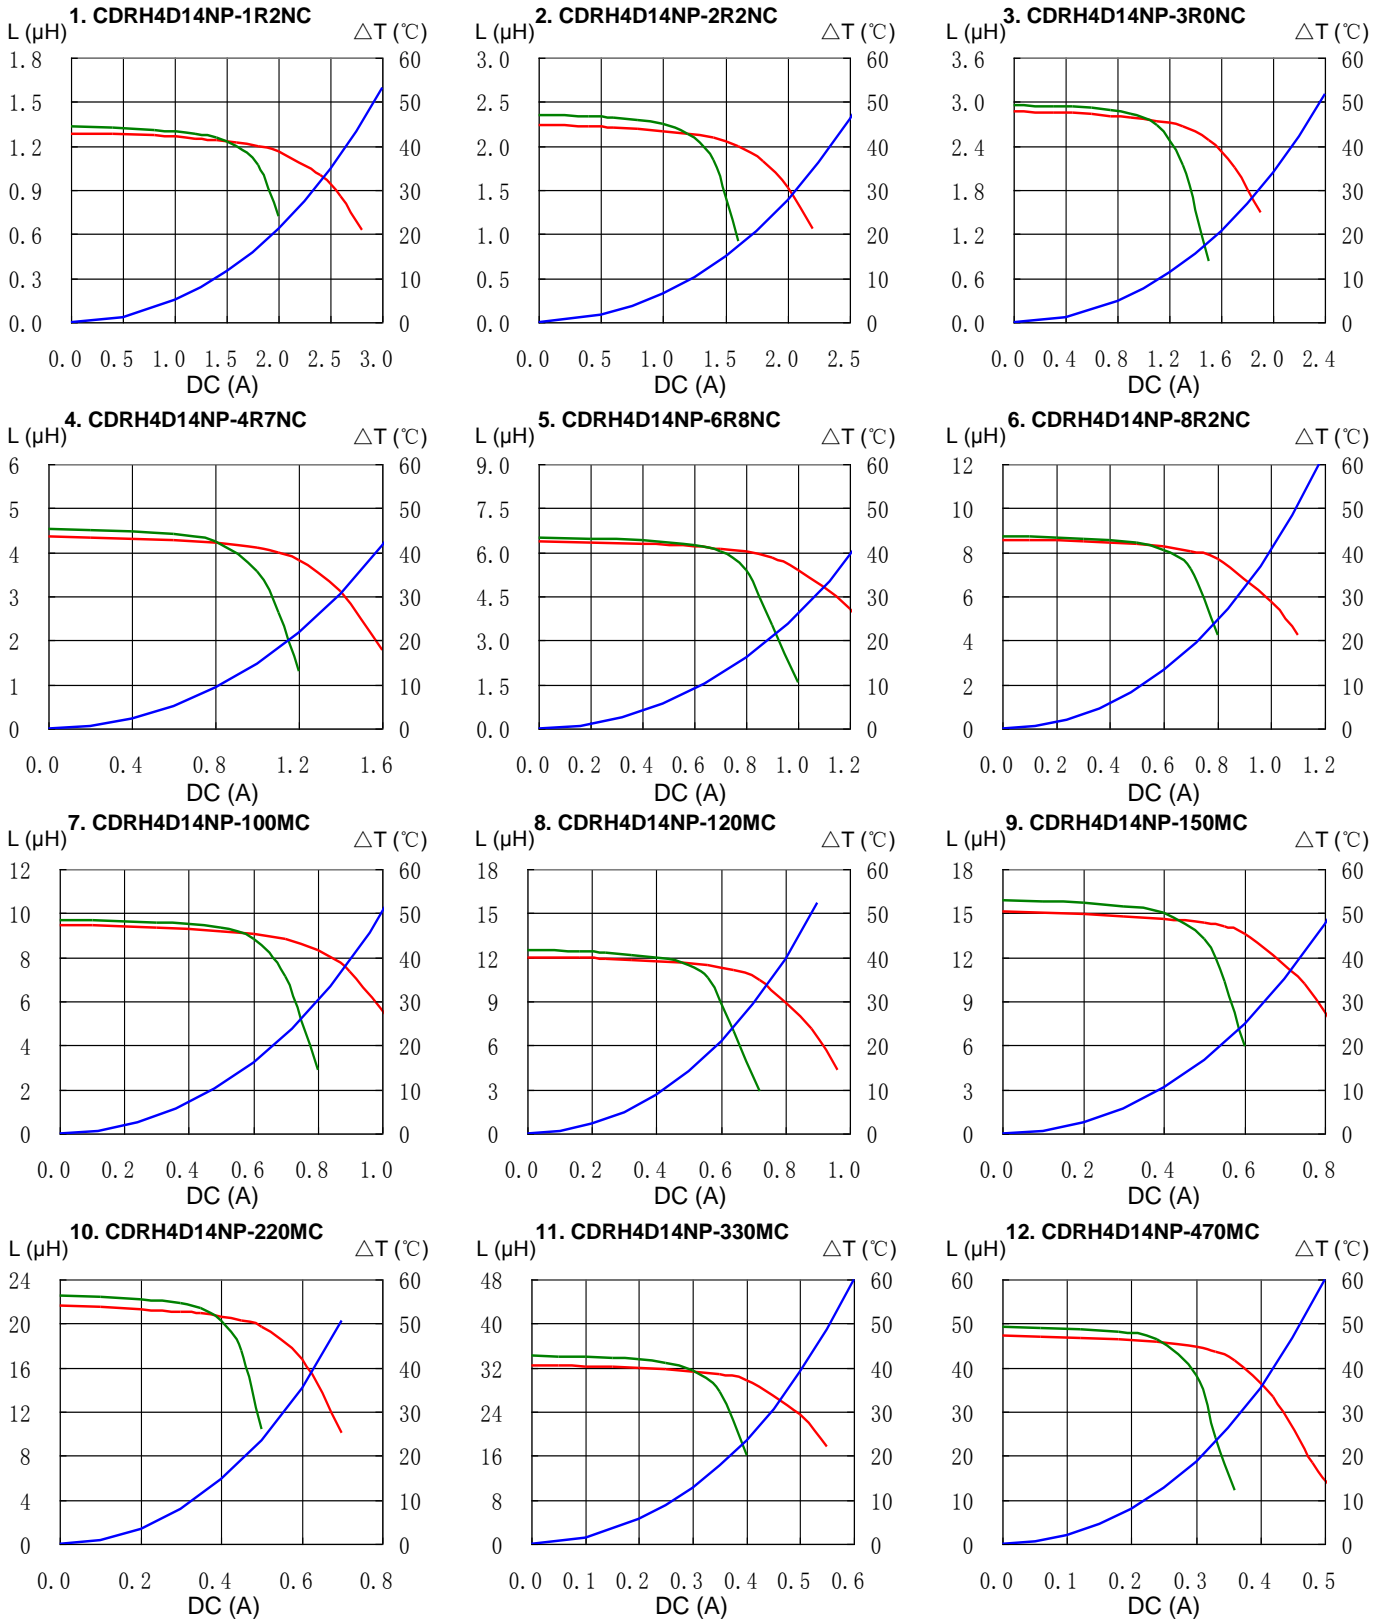 1. CDRH4D14NP-1R2NC
L (μH) △T (℃)
1.8 60
1.5 50
1.2 40
0.9 30
0.6 20
0.3 10
0.0 0
0.0 0.5 1.0 1.5 2.0 2.5 3.0
DC (A)
2. CDRH4D14NP-2R2NC
L (μH) △T (℃)
3.0 60
2.5 50
2.0 40
1.5 30
1.0 20
0.5 10
0.0 0
0.0 0.5 1.0 1.5 2.0 2.5
DC (A)
3. CDRH4D14NP-3R0NC
L (μH) △T (℃)
3.6 60
3.0 50
2.4 40
1.8 30
1.2 20
0.6 10
0.0 0
0.0 0.4 0.8 1.2 1.6 2.0 2.4
DC (A)
4. CDRH4D14NP-4R7NC
L (μH) △T (℃)
6 60
5 50
4 40
3 30
2 20
1 10
0 0
0.0 0.4 0.8 1.2 1.6
DC (A)
5. CDRH4D14NP-6R8NC
L (μH) △T (℃)
9.0 60
7.5 50
6.0 40
4.5 30
3.0 20
1.5 10
0.0 0
0.0 0.2 0.4 0.6 0.8 1.0 1.2
DC (A)
6. CDRH4D14NP-8R2NC
L (μH) △T (℃)
12 60
10 50
8 40
6 30
4 20
2 10
0 0
0.0 0.2 0.4 0.6 0.8 1.0 1.2
DC (A)
7. CDRH4D14NP-100MC
L (μH) △T (℃)
12 60
10 50
8 40
6 30
4 20
2 10
0 0
0.0 0.2 0.4 0.6 0.8 1.0
DC (A)
8. CDRH4D14NP-120MC
L (μH) △T (℃)
18 60
15 50
12 40
9 30
6 20
3 10
0 0
0.0 0.2 0.4 0.6 0.8 1.0
DC (A)
9. CDRH4D14NP-150MC
L (μH) △T (℃)
18 60
15 50
12 40
9 30
6 20
3 10
0 0
0.0 0.2 0.4 0.6 0.8
DC (A)
10. CDRH4D14NP-220MC
L (μH) △T (℃)
24 60
20 50
16 40
12 30
8 20
4 10
0 0
0.0 0.2 0.4 0.6 0.8
DC (A)
11. CDRH4D14NP-330MC
L (μH) △T (℃)
48 60
40 50
32 40
24 30
16 20
8 10
0 0
0.0 0.1 0.2 0.3 0.4 0.5 0.6
DC (A)
12. CDRH4D14NP-470MC
L (μH) △T (℃)
60 60
50 50
40 40
30 30
20 20
10 10
0 0
0.0 0.1 0.2 0.3 0.4 0.5
DC (A)